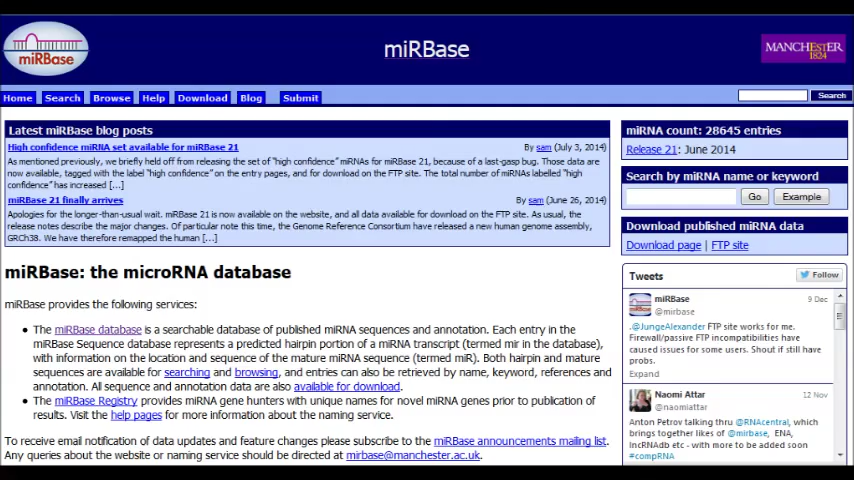 miRBase
miRBase
MANCHESTER
1824
Home Search Browse Help Download Blog Submit Search
Latest miRBase blog posts
High confidence miRNA set available for miRBase 21 By sam (July 3, 2014)
As mentioned previously, we briefly held off from releasing the set of "high confidence" miRNAs for miRBase 21, because of a last-gasp bug. Those data are
now available, tagged with the label "high confidence" on the entry pages, and for download on the FTP site. The total number of miRNAs labelled "high
confidence" has increased [...]
miRBase 21 finally arrives By sam (June 26, 2014)
Apologies for the longer-than-usual wait. miRBase 21 is now available on the website, and all data available for download on the FTP site. As usual, the
release notes describe the major changes. Of particular note this time, the Genome Reference Consortium have released a new human genome assembly,
GRCh38. We have therefore remapped the human [...]
miRBase: the microRNA database
miRBase provides the following services:
The miRBase database is a searchable database of published miRNA sequences and annotation. Each entry in the
miRBase Sequence database represents a predicted hairpin portion of a miRNA transcript (termed mir in the database),
with information on the location and sequence of the mature miRNA sequence (termed miR). Both hairpin and mature
sequences are available for searching and browsing, and entries can also be retrieved by name, keyword, references and
annotation. All sequence and annotation data are also available for download.
The miRBase Registry provides miRNA gene hunters with unique names for novel miRNA genes prior to publication of
results. Visit the help pages for more information about the naming service.
To receive email notification of data updates and feature changes please subscribe to the miRBase announcements mailing list.
Any queries about the website or naming service should be directed at mirbase@manchester.ac.uk.
miRNA count: 28645 entries
Release 21: June 2014
Search by miRNA name or keyword
Go Example
Download published miRNA data
Download page | FTP site
Tweets Follow
miRBase 9 Dec
@mirbase
.@JungeAlexander FTP site works for me.
Firewall/passive FTP incompatibilities have
caused issues for some users. Shout if still have
probs.
Expand
Naomi Attar 12 Nov
@naomiattar
Anton Petrov talking thru @RNAcentral, which
brings together likes of @mirbase, ENA,
lncRNAdb etc - with more to be added soon
#compRNA